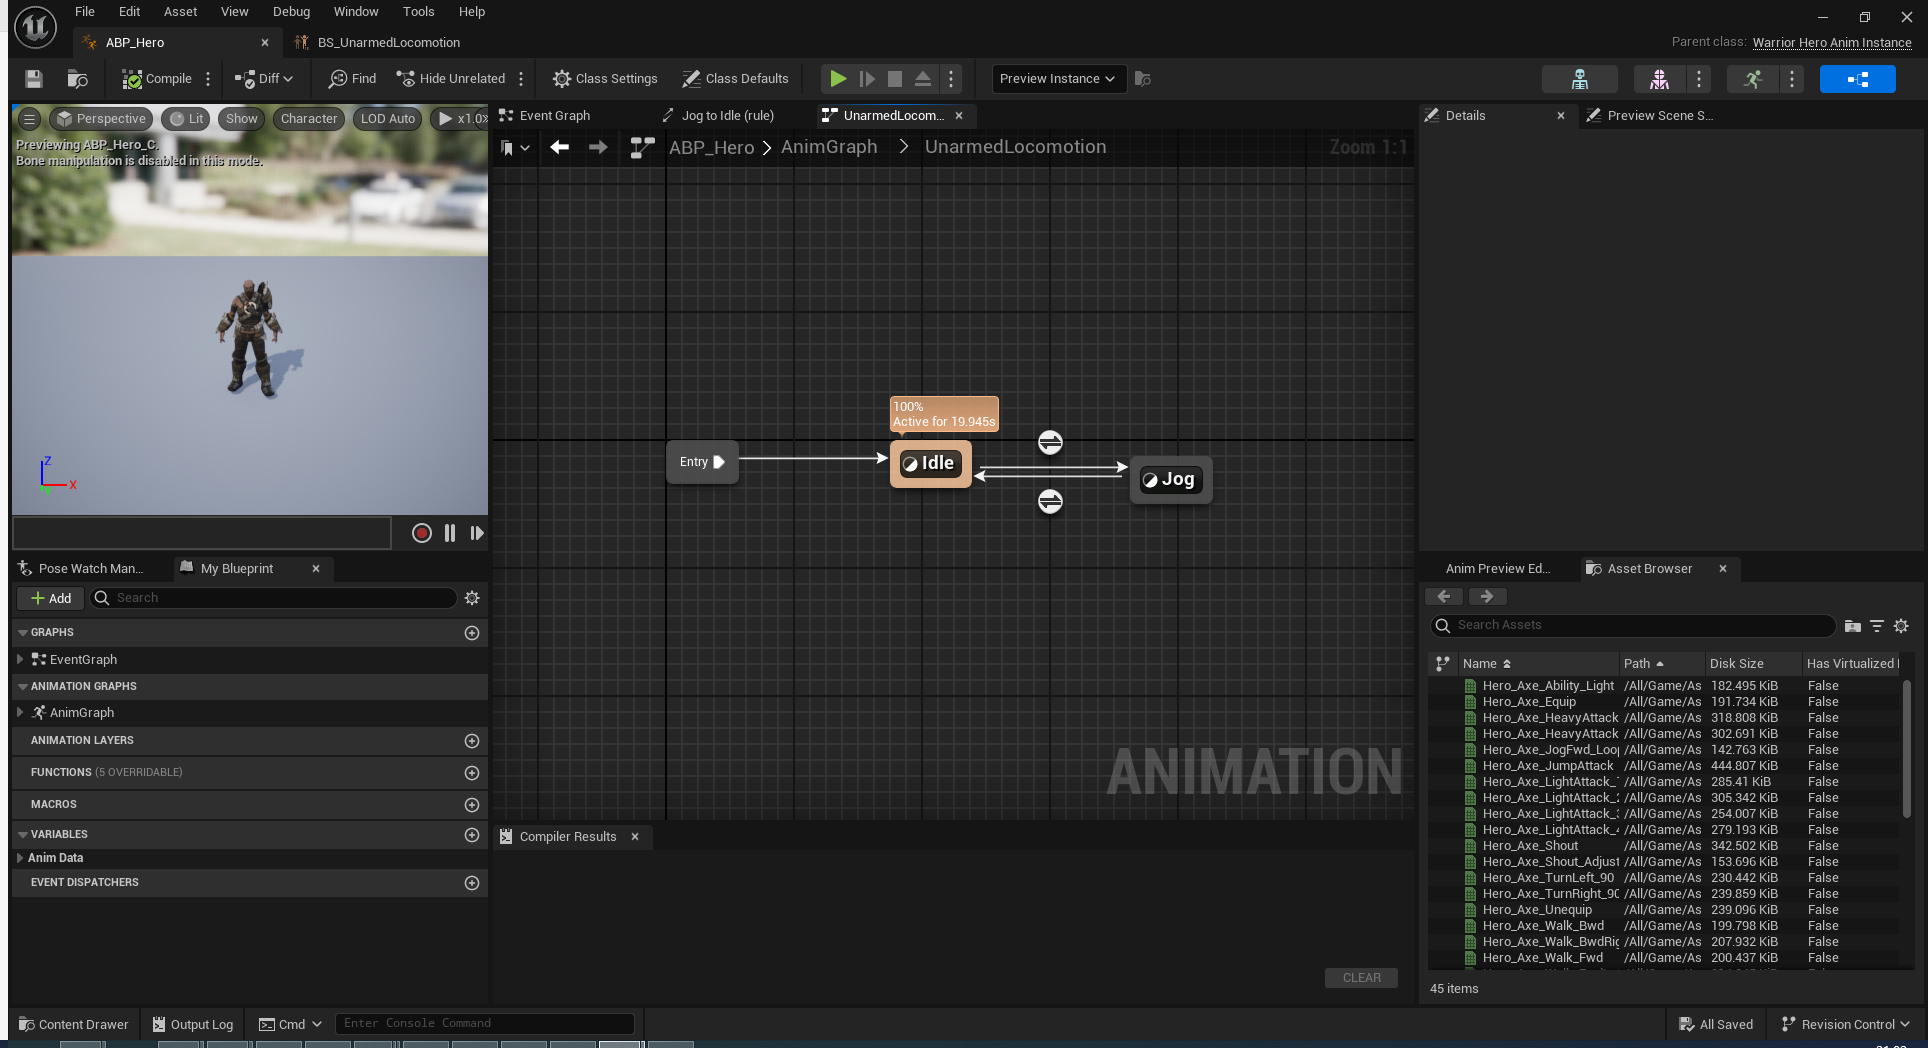 File Edit Asset View Debug Window Tools Help
ABP_Hero
BS_UnarmedLocomotion
Parent class: Warrior Hero Anim Instance
Compile
Diff
Find
Hide Unrelated
Class Settings
Class Defaults
Preview Instance
Perspective
Lit
Show
Character
LOD Auto
x1.0
Previewing ABP_Hero_C.
Bone manipulation is disabled in this mode.
Z
X
Event Graph
Jog to Idle (rule)
UnarmedLocom...
ABP_Hero > AnimGraph > UnarmedLocomotion
Zoom 1:1
100%
Active for 19.945s
Entry
Idle
Jog
ANIMATION
Details
Preview Scene S...
Pose Watch Man...
My Blueprint
Add
Search
GRAPHS
EventGraph
ANIMATION GRAPHS
AnimGraph
ANIMATION LAYERS
FUNCTIONS (5 OVERRIDABLE)
MACROS
VARIABLES
Anim Data
EVENT DISPATCHERS
Compiler Results
CLEAR
Anim Preview Ed...
Asset Browser
Search Assets
Name Path Disk Size Has Virtualized
Hero_Axe_Ability_Light /All/Game/As 182.495 KiB False
Hero_Axe_Equip /All/Game/As 191.734 KiB False
Hero_Axe_HeavyAttack /All/Game/As 318.808 KiB False
Hero_Axe_HeavyAttack /All/Game/As 302.691 KiB False
Hero_Axe_JogFwd_Loo /All/Game/As 142.763 KiB False
Hero_Axe_JumpAttack /All/Game/As 444.807 KiB False
Hero_Axe_LightAttack_ /All/Game/As 285.41 KiB False
Hero_Axe_LightAttack_2 /All/Game/As 305.342 KiB False
Hero_Axe_LightAttack_3 /All/Game/As 254.007 KiB False
Hero_Axe_LightAttack_4 /All/Game/As 279.193 KiB False
Hero_Axe_Shout /All/Game/As 342.502 KiB False
Hero_Axe_Shout_Adjust /All/Game/As 153.696 KiB False
Hero_Axe_TurnLeft_90 /All/Game/As 230.442 KiB False
Hero_Axe_TurnRight_90 /All/Game/As 239.859 KiB False
Hero_Axe_Unequip /All/Game/As 239.096 KiB False
Hero_Axe_Walk_Bwd /All/Game/As 199.798 KiB False
Hero_Axe_Walk_BwdRig /All/Game/As 207.932 KiB False
Hero_Axe_Walk_Fwd /All/Game/As 200.437 KiB False
45 items
Content Drawer
Output Log
Cmd
Enter Console Command
All Saved
Revision Control